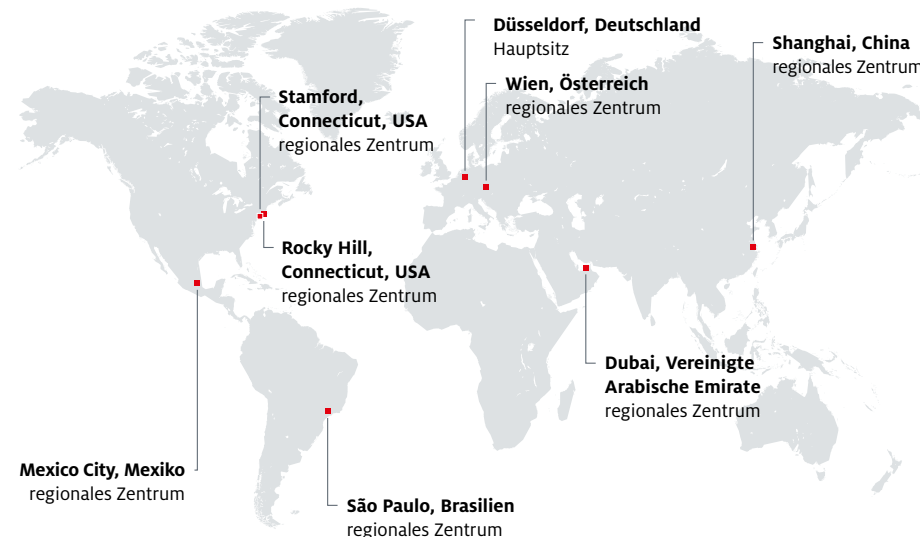 Düsseldorf, Deutschland
Hauptsitz
Shanghai, China
regionales Zentrum
Wien, Österreich
regionales Zentrum
Stamford,
Connecticut, USA
regionales Zentrum
Rocky Hill,
Connecticut, USA
regionales Zentrum
Dubai, Vereinigte
Arabische Emirate
regionales Zentrum
Mexico City, Mexiko
regionales Zentrum
São Paulo, Brasilien
regionales Zentrum